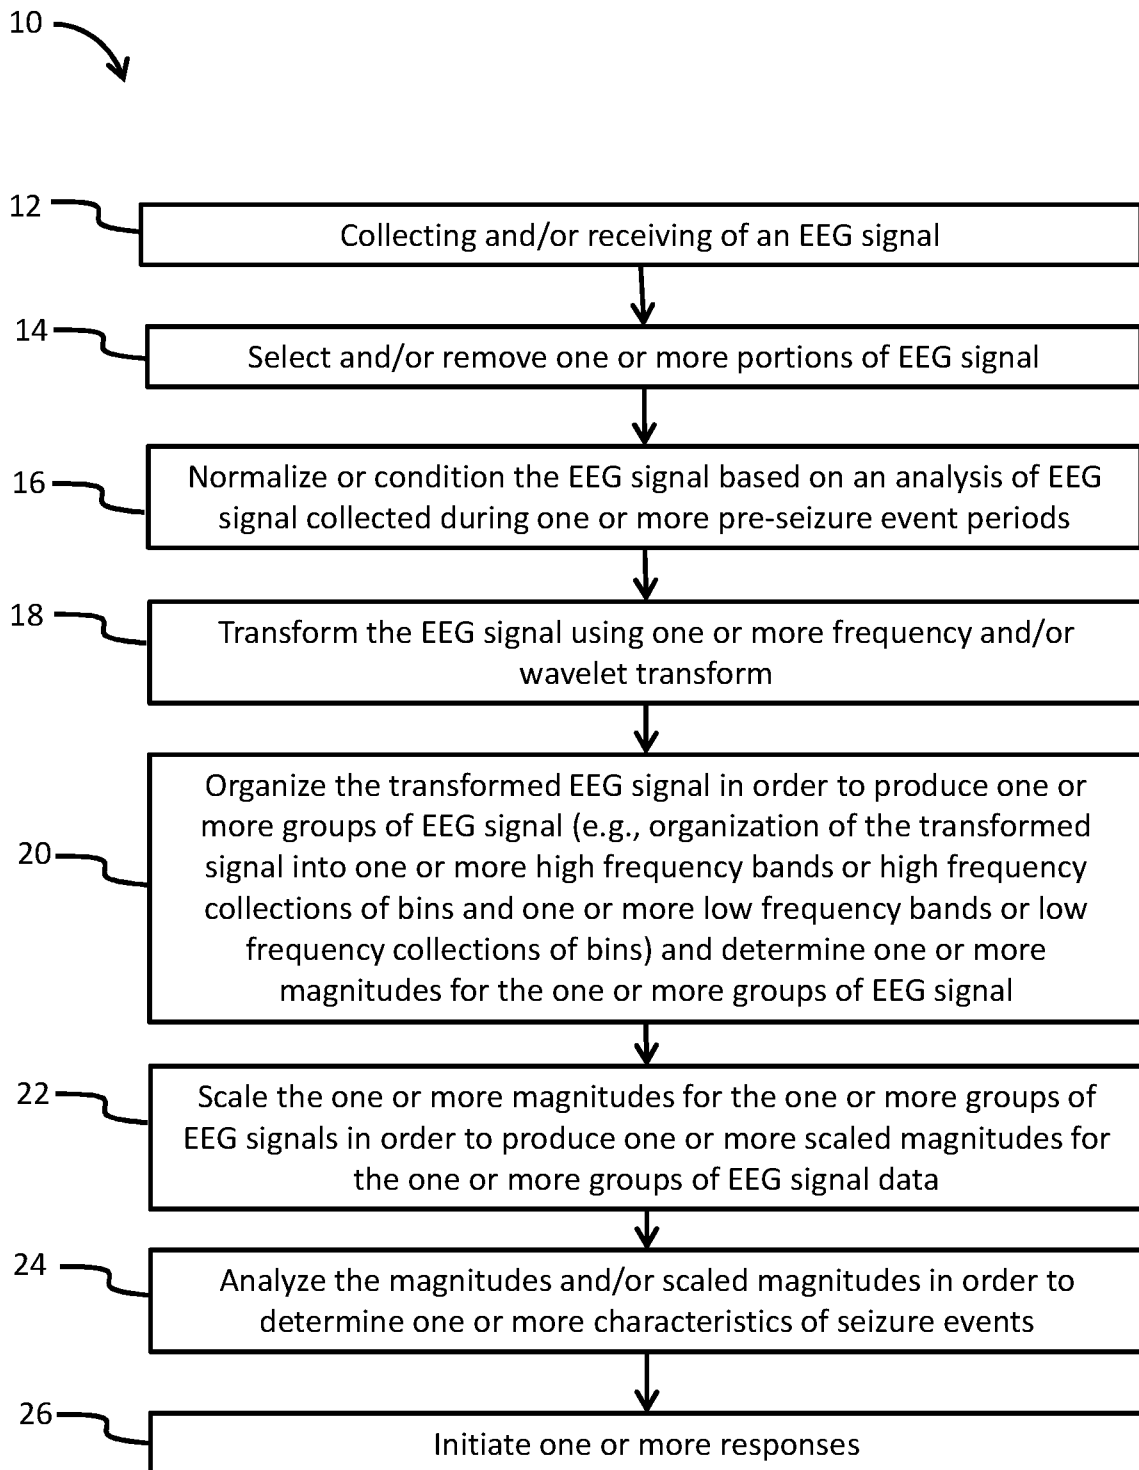 10
12
Collecting and/or receiving of an EEG signal
14
Select and/or remove one or more portions of EEG signal
16
Normalize or condition the EEG signal based on an analysis of EEG
signal collected during one or more pre-seizure event periods
18
Transform the EEG signal using one or more frequency and/or
wavelet transform
20
Organize the transformed EEG signal in order to produce one or
more groups of EEG signal (e.g., organization of the transformed
signal into one or more high frequency bands or high frequency
collections of bins and one or more low frequency bands or low
frequency collections of bins) and determine one or more
magnitudes for the one or more groups of EEG signal
22
Scale the one or more magnitudes for the one or more groups of
EEG signals in order to produce one or more scaled magnitudes for
the one or more groups of EEG signal data
24
Analyze the magnitudes and/or scaled magnitudes in order to
determine one or more characteristics of seizure events
26
Initiate one or more responses